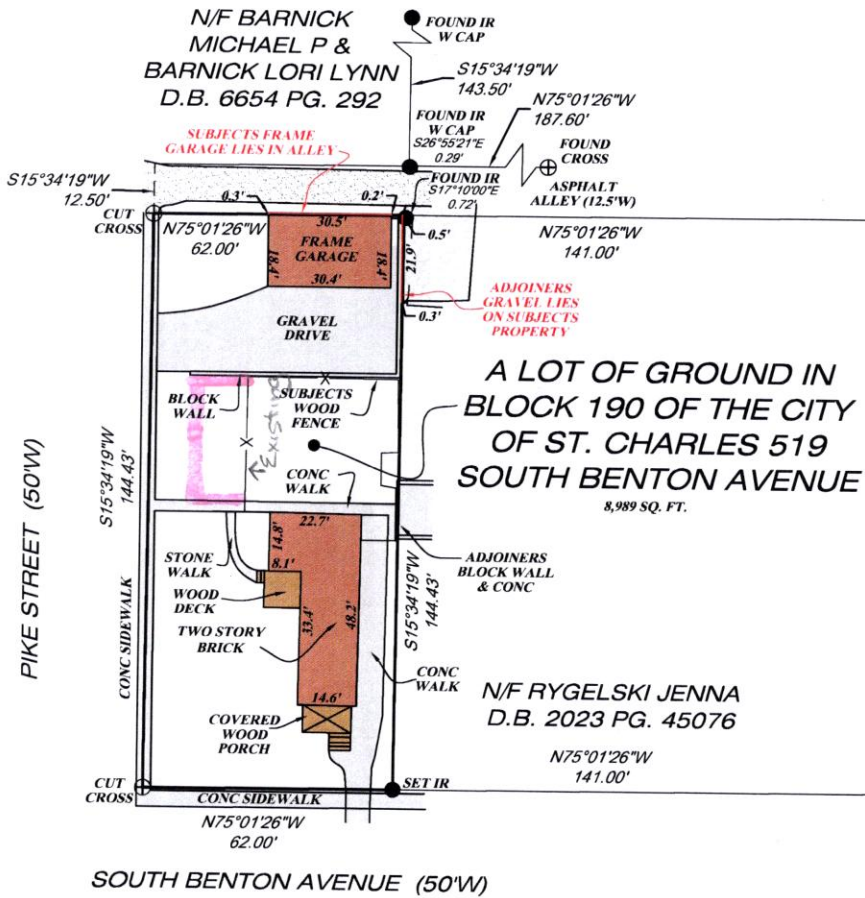 N/F BARNICK
MICHAEL P &
BARNICK LORI LYNN
D.B. 6654 PG. 292
FOUND IR
W CAP
S15°34'19"W
143.50'
N75°01'26"W
187.60'
FOUND IR
W CAP
S26°55'21"E
0.29'
FOUND
CROSS
SUBJECTS FRAME
GARAGE LIES IN ALLEY
S15°34'19"W
12.50'
FOUND IR
S17°10'00"E
0.72'
ASPHALT
ALLEY (12.5'W)
CUT
CROSS
0.3'
0.2'
30.5'
0.5'
N75°01'26"W
62.00'
FRAME
GARAGE
18.4'
18.4'
30.4'
21.9'
N75°01'26"W
141.00'
0.3'
ADJOINERS
GRAVEL LIES
ON SUBJECTS
PROPERTY
GRAVEL
DRIVE
BLOCK
WALL
SUBJECTS
WOOD
FENCE
A LOT OF GROUND IN
BLOCK 190 OF THE CITY
OF ST. CHARLES 519
SOUTH BENTON AVENUE
8,989 SQ. FT.
CONC
WALK
PIKE STREET (50'W)
S15°34'19"W
144.43'
22.7'
14.8'
8.1'
STONE
WALK
WOOD
DECK
TWO STORY
BRICK
33.4'
48.2'
14.6'
S15°34'19"W
144.43'
ADJOINERS
BLOCK WALL
& CONC
CONC SIDEWALK
COVERED
WOOD
PORCH
CONC
WALK
N/F RYGELSKI JENNA
D.B. 2023 PG. 45076
N75°01'26"W
141.00'
CUT
CROSS
CONC SIDEWALK
SET IR
N75°01'26"W
62.00'
SOUTH BENTON AVENUE (50'W)